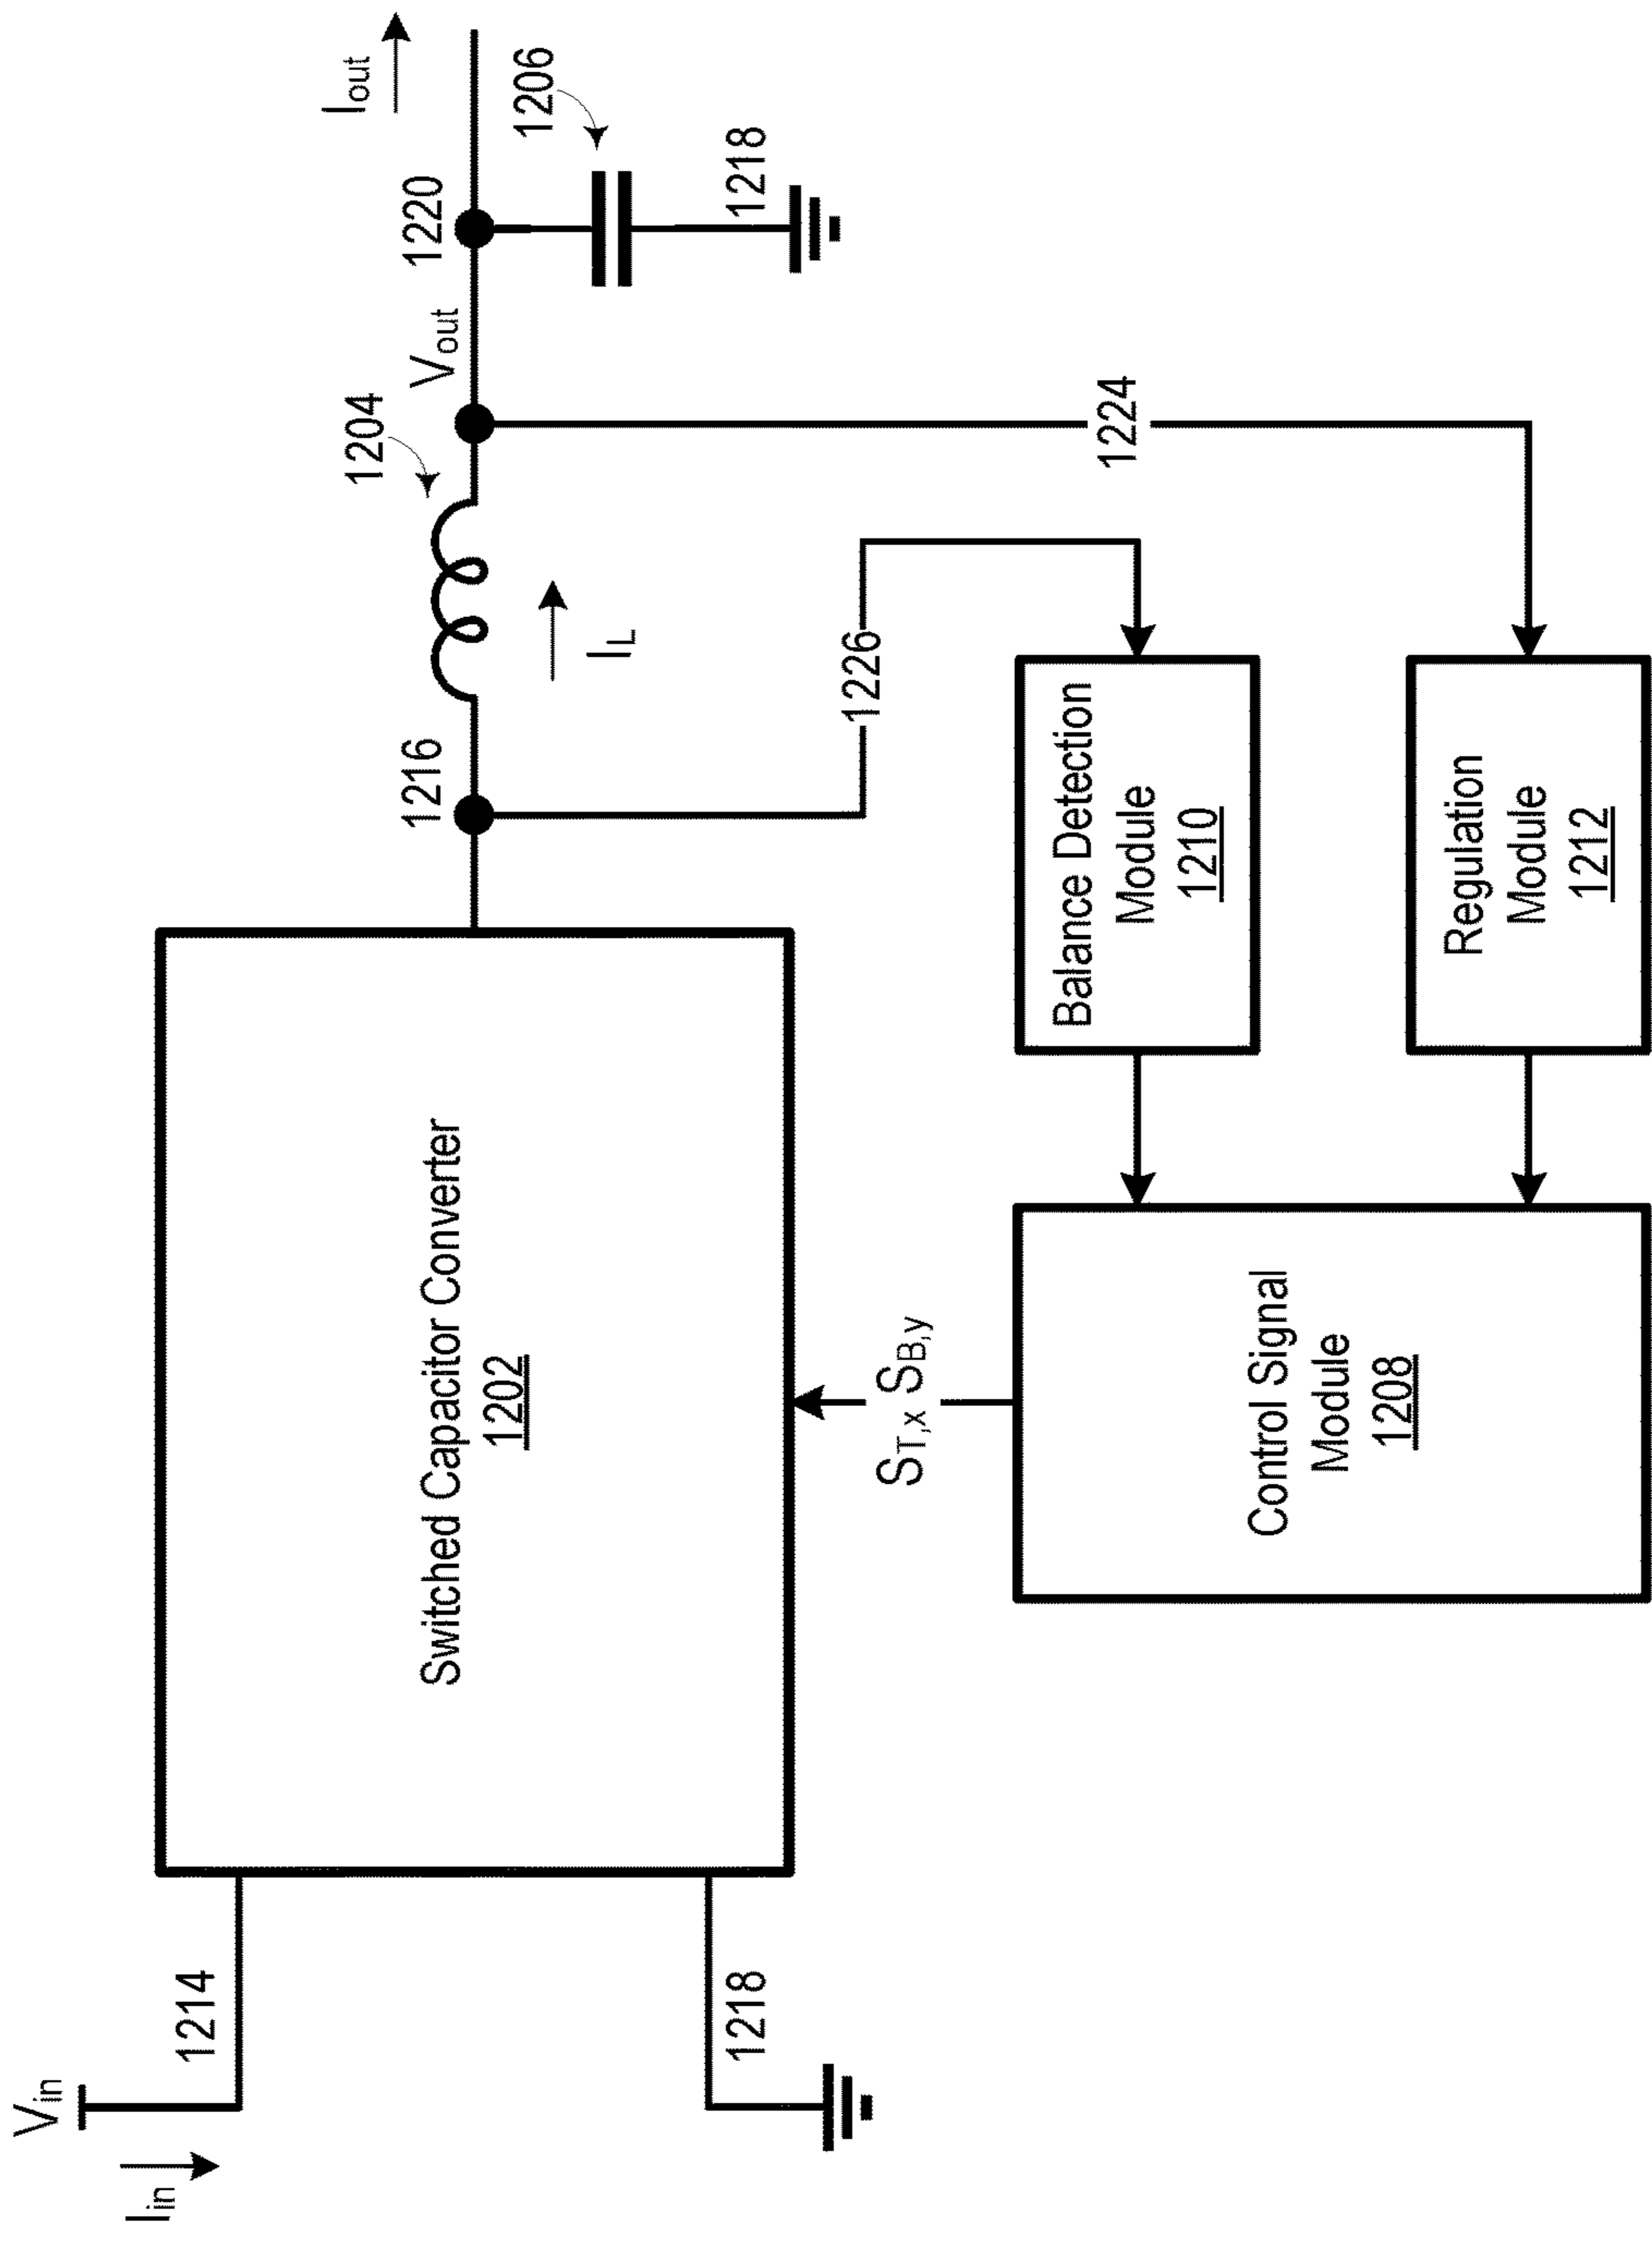 V_in
I_in
1214
1218
Switched Capacitor Converter
1202
1216
1204
I_L
V_out
1220
I_out
1206
1218
S_T,x S_B,y
1226
1224
Control Signal
Module
1208
Balance Detection
Module
1210
Regulation
Module
1212